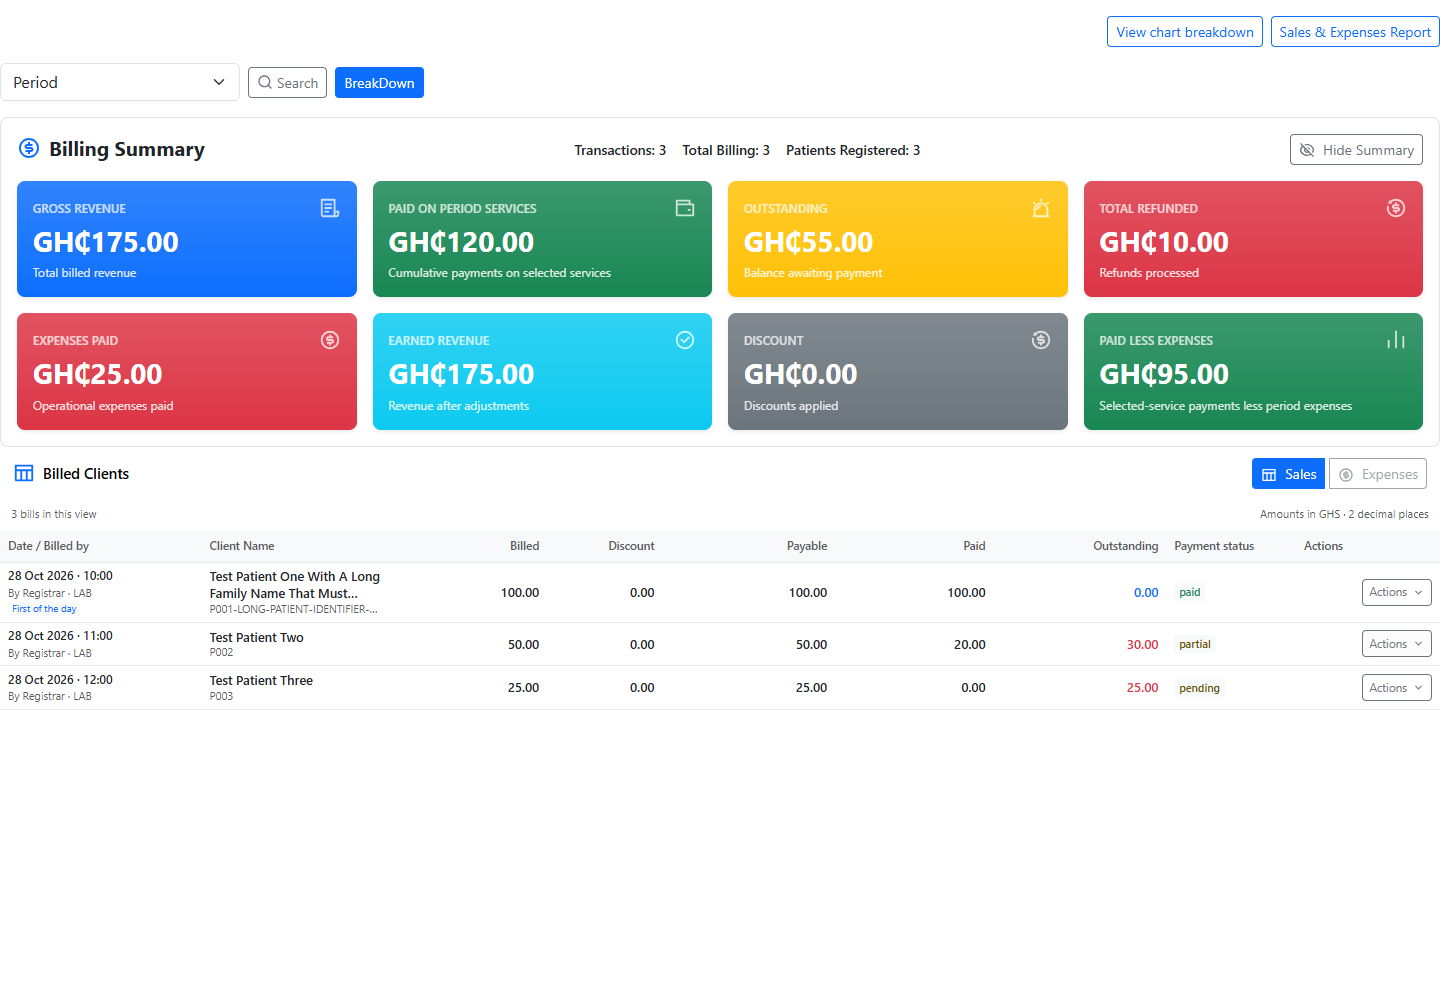 View chart breakdown Sales & Expenses Report
Period Search BreakDown
Billing Summary Transactions: 3 Total Billing: 3 Patients Registered: 3 Hide Summary
GROSS REVENUE
GH₵175.00
Total billed revenue
PAID ON PERIOD SERVICES
GH₵120.00
Cumulative payments on selected services
OUTSTANDING
GH₵55.00
Balance awaiting payment
TOTAL REFUNDED
GH₵10.00
Refunds processed
EXPENSES PAID
GH₵25.00
Operational expenses paid
EARNED REVENUE
GH₵175.00
Revenue after adjustments
DISCOUNT
GH₵0.00
Discounts applied
PAID LESS EXPENSES
GH₵95.00
Selected-service payments less period expenses
Billed Clients Sales Expenses
3 bills in this view Amounts in GHS · 2 decimal places
Date / Billed by Client Name Billed Discount Payable Paid Outstanding Payment status Actions
28 Oct 2026 · 10:00
By Registrar · LAB
First of the day
Test Patient One With A Long
Family Name That Must...
P001-LONG-PATIENT-IDENTIFIER-...
100.00 0.00 100.00 100.00 0.00 paid Actions
28 Oct 2026 · 11:00
By Registrar · LAB
Test Patient Two
P002
50.00 0.00 50.00 20.00 30.00 partial Actions
28 Oct 2026 · 12:00
By Registrar · LAB
Test Patient Three
P003
25.00 0.00 25.00 0.00 25.00 pending Actions